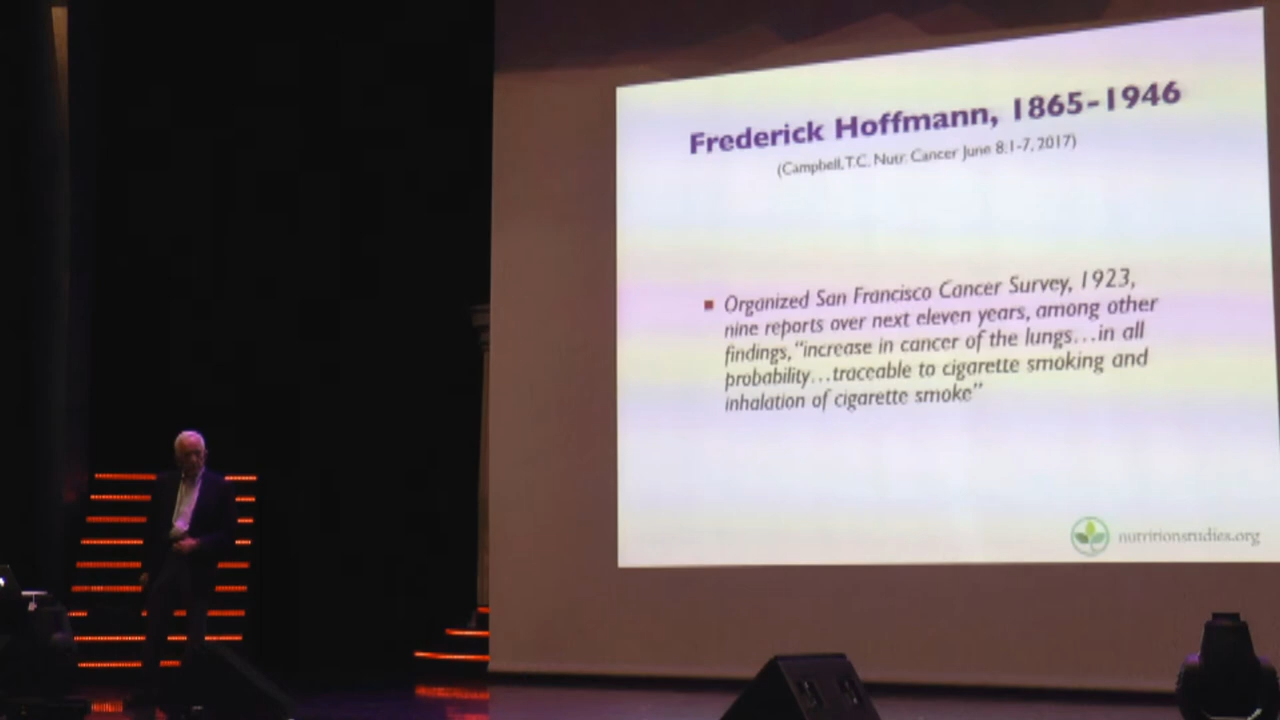 Frederick Hoffmann, 1865-1946
(Campbell, T.C. Nutr. Cancer June 8:1-7, 2017)
▪ Organized San Francisco Cancer Survey, 1923,
nine reports over next eleven years, among other
findings, “increase in cancer of the lungs…in all
probability…traceable to cigarette smoking and
inhalation of cigarette smoke”
nutritionstudies.org